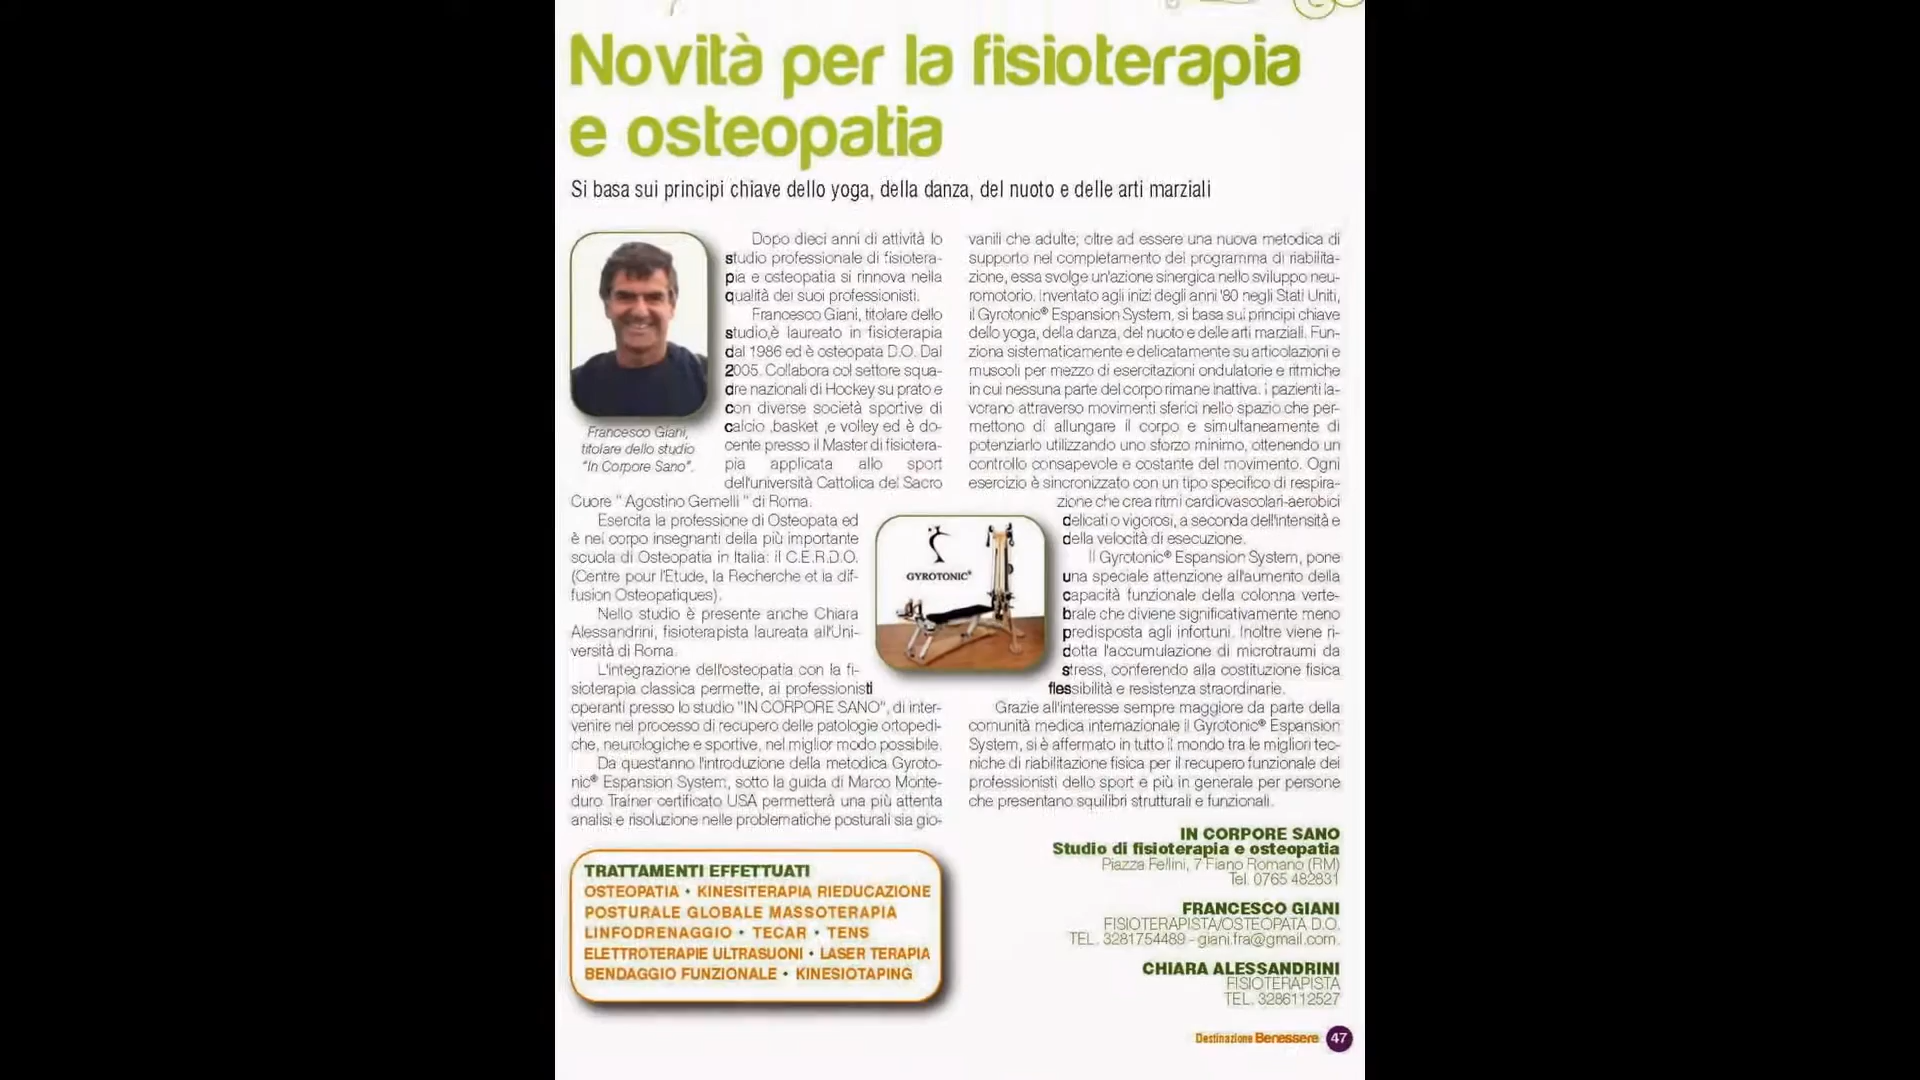 Novità per la fisioterapia
e osteopatia
Si basa sui principi chiave dello yoga, della danza, del nuoto e delle arti marziali
Francesco Giani,
titolare dello studio
"In Corpore Sano".
Dopo dieci anni di attività lo
studio professionale di fisiotera-
pia e osteopatia si rinnova nella
qualità dei suoi professionisti.
Francesco Giani, titolare dello
studio,è laureato in fisioterapia
dal 1986 ed è osteopata D.O. Dal
2005. Collabora col settore squa-
dre nazionali di Hockey su prato e
con diverse società sportive di
calcio ,basket ,e volley ed è do-
cente presso il Master di fisiotera-
pia applicata allo sport
dell'università Cattolica del Sacro
Cuore " Agostino Gemelli " di Roma.
Esercita la professione di Osteopata ed
è nel corpo insegnanti della più importante
scuola di Osteopatia in Italia: il C.E.R.D.O.
(Centre pour l'Etude, la Recherche et la dif-
fusion Osteopatiques).
Nello studio è presente anche Chiara
Alessandrini, fisioterapista laureata all'Uni-
versità di Roma.
L'integrazione dell'osteopatia con la fi-
sioterapia classica permette, ai professionisti
operanti presso lo studio "IN CORPORE SANO", di inter-
venire nel processo di recupero delle patologie ortopedi-
che, neurologiche e sportive, nel miglior modo possibile.
Da quest'anno l'introduzione della metodica Gyroto-
nic® Espansion System, sotto la guida di Marco Monte-
duro Trainer certificato USA permetterà una più attenta
analisi e risoluzione nelle problematiche posturali sia gio-
vanili che adulte; oltre ad essere una nuova metodica di
supporto nel completamento del programma di riabilita-
zione, essa svolge un'azione sinergica nello sviluppo neu-
romotorio. Inventato agli inizi degli anni '80 negli Stati Uniti,
il Gyrotonic® Espansion System, si basa sui principi chiave
dello yoga, della danza, del nuoto e delle arti marziali. Fun-
ziona sistematicamente e delicatamente su articolazioni e
muscoli per mezzo di esercitazioni ondulatorie e ritmiche
in cui nessuna parte del corpo rimane inattiva. I pazienti la-
vorano attraverso movimenti sferici nello spazio che per-
mettono di allungare il corpo e simultaneamente di
potenziarlo utilizzando uno sforzo minimo, ottenendo un
controllo consapevole e costante del movimento. Ogni
esercizio è sincronizzato con un tipo specifico di respira-
zione che crea ritmi cardiovascolari-aerobici
delicati o vigorosi, a seconda dell'intensità e
della velocità di esecuzione.
Il Gyrotonic® Espansion System, pone
una speciale attenzione all'aumento della
capacità funzionale della colonna verte-
brale che diviene significativamente meno
predisposta agli infortuni. Inoltre viene ri-
dotta l'accumulazione di microtraumi da
stress, conferendo alla costituzione fisica
flessibilità e resistenza straordinarie.
Grazie all'interesse sempre maggiore da parte della
comunità medica internazionale il Gyrotonic® Espansion
System, si è affermato in tutto il mondo tra le migliori tec-
niche di riabilitazione fisica per il recupero funzionale dei
professionisti dello sport e più in generale per persone
che presentano squilibri strutturali e funzionali.
GYROTONIC®
TRATTAMENTI EFFETTUATI
OSTEOPATIA • KINESITERAPIA RIEDUCAZIONE
POSTURALE GLOBALE MASSOTERAPIA
LINFODRENAGGIO • TECAR • TENS
ELETTROTERAPIE ULTRASUONI • LASER TERAPIA
BENDAGGIO FUNZIONALE • KINESIOTAPING
IN CORPORE SANO
Studio di fisioterapia e osteopatia
Piazza Fellini, 7 Fiano Romano (RM)
Tel. 0765 482831
FRANCESCO GIANI
FISIOTERAPISTA/OSTEOPATA D.O.
TEL. 3281754489 - giani.fra@gmail.com.
CHIARA ALESSANDRINI
FISIOTERAPISTA
TEL. 3286112527
Destinazione Benessere 47